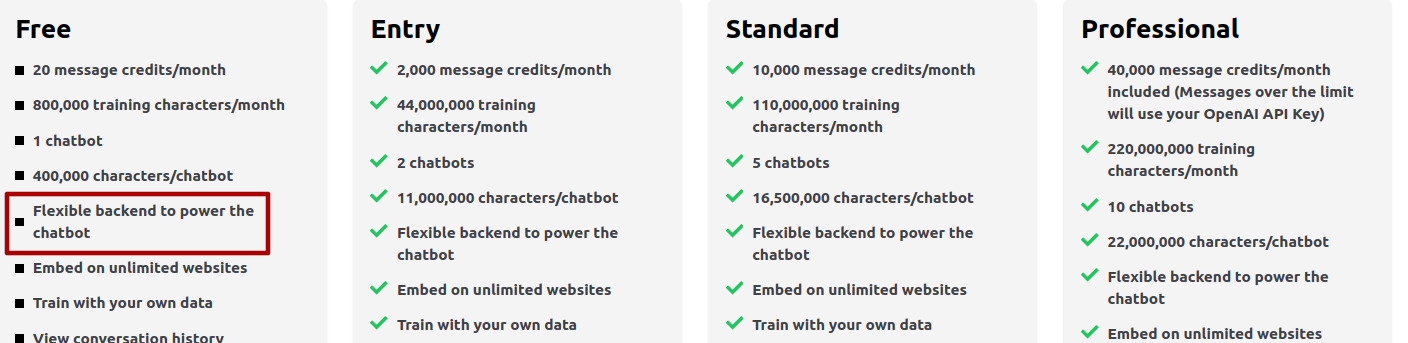 Free
20 message credits/month
800,000 training characters/month
1 chatbot
400,000 characters/chatbot
Flexible backend to power the
chatbot
Embed on unlimited websites
Train with your own data
View conversation history
Entry
2,000 message credits/month
44,000,000 training
characters/month
2 chatbots
11,000,000 characters/chatbot
Flexible backend to power the
chatbot
Embed on unlimited websites
Train with your own data
Standard
10,000 message credits/month
110,000,000 training
characters/month
5 chatbots
16,500,000 characters/chatbot
Flexible backend to power the
chatbot
Embed on unlimited websites
Train with your own data
Professional
40,000 message credits/month
included (Messages over the limit
will use your OpenAI API Key)
220,000,000 training
characters/month
10 chatbots
22,000,000 characters/chatbot
Flexible backend to power the
chatbot
Embed on unlimited websites